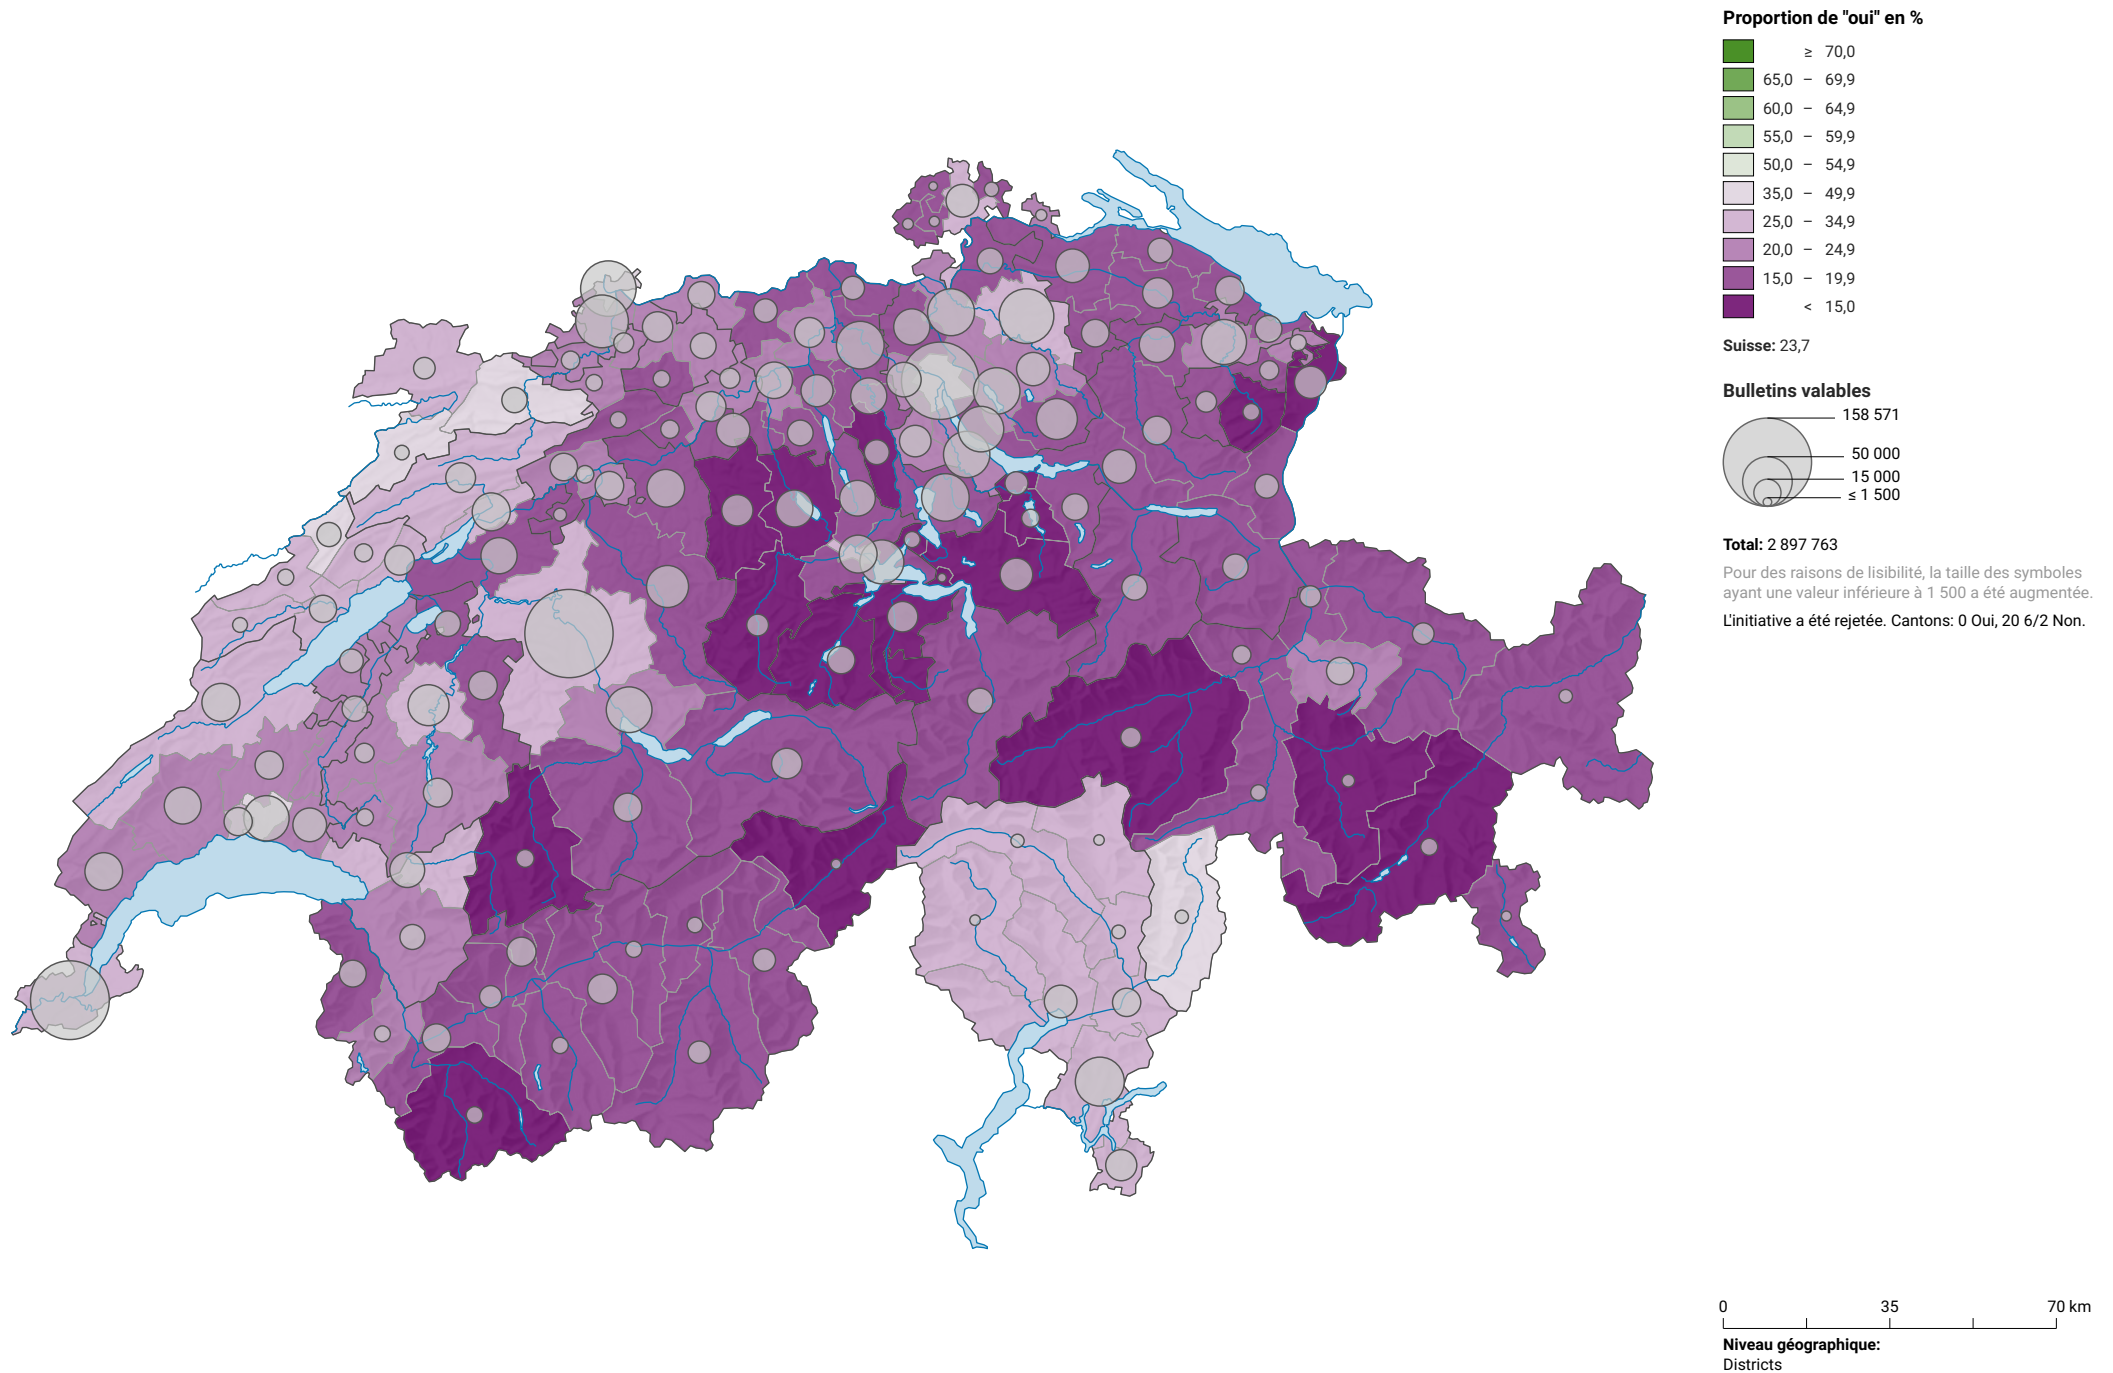 Proportion de "oui" en %
≥ 70,0
65,0 – 69,9
60,0 – 64,9
55,0 – 59,9
50,0 – 54,9
35,0 – 49,9
25,0 – 34,9
20,0 – 24,9
15,0 – 19,9
< 15,0
Suisse: 23,7
Bulletins valables
158 571
50 000
15 000
≤ 1 500
Total: 2 897 763
Pour des raisons de lisibilité, la taille des symboles
ayant une valeur inférieure à 1 500 a été augmentée.
L'initiative a été rejetée. Cantons: 0 Oui, 20 6/2 Non.
0 35 70 km
Niveau géographique:
Districts